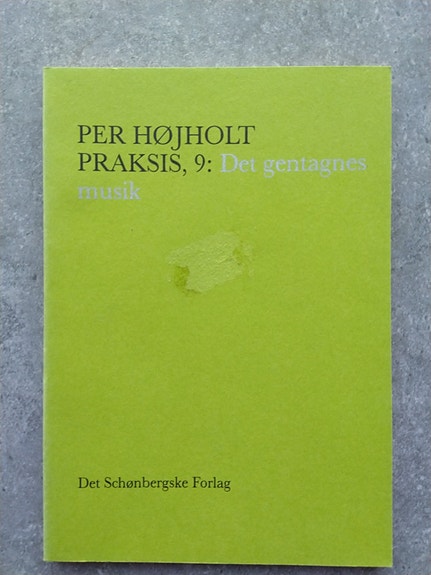 PER HØJHOLT
PRAKSIS, 9: Det gentagnes
musik
Det Schønbergske Forlag